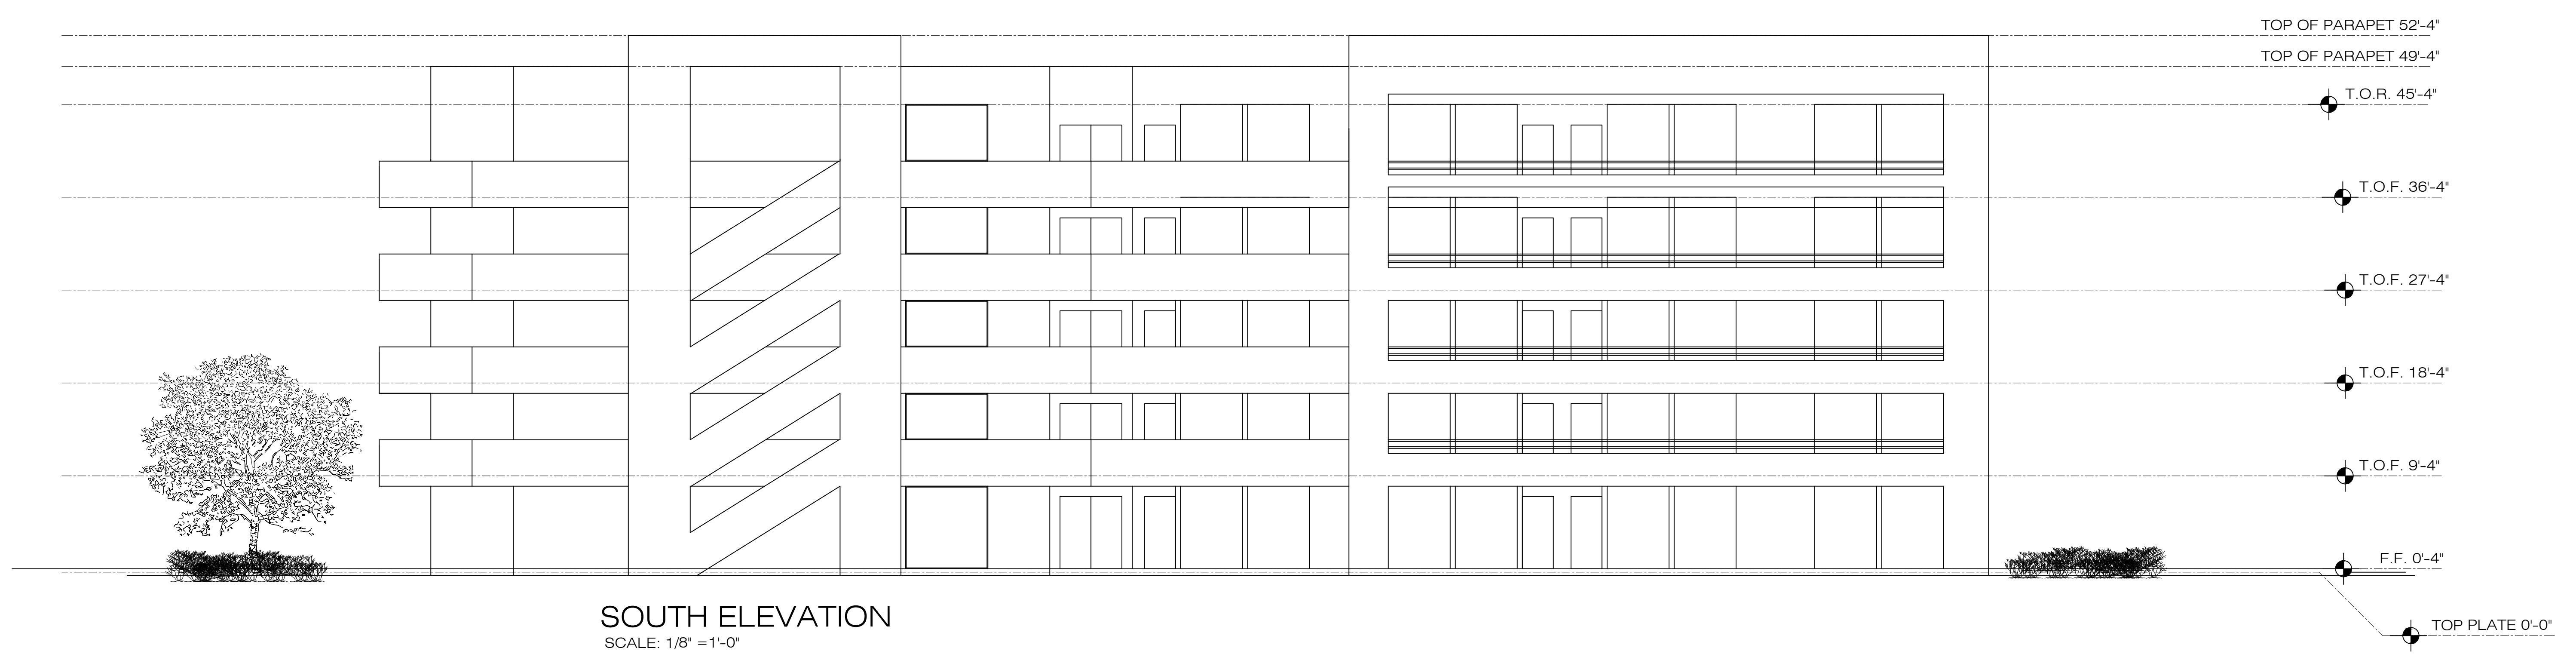 TOP OF PARAPET 52'-4"
TOP OF PARAPET 49'-4"
T.O.R. 45'-4"
T.O.F. 36'-4"
T.O.F. 27'-4"
T.O.F. 18'-4"
T.O.F. 9'-4"
F.F. 0'-4"
TOP PLATE 0'-0"
SOUTH ELEVATION
SCALE: 1/8" =1'-0"